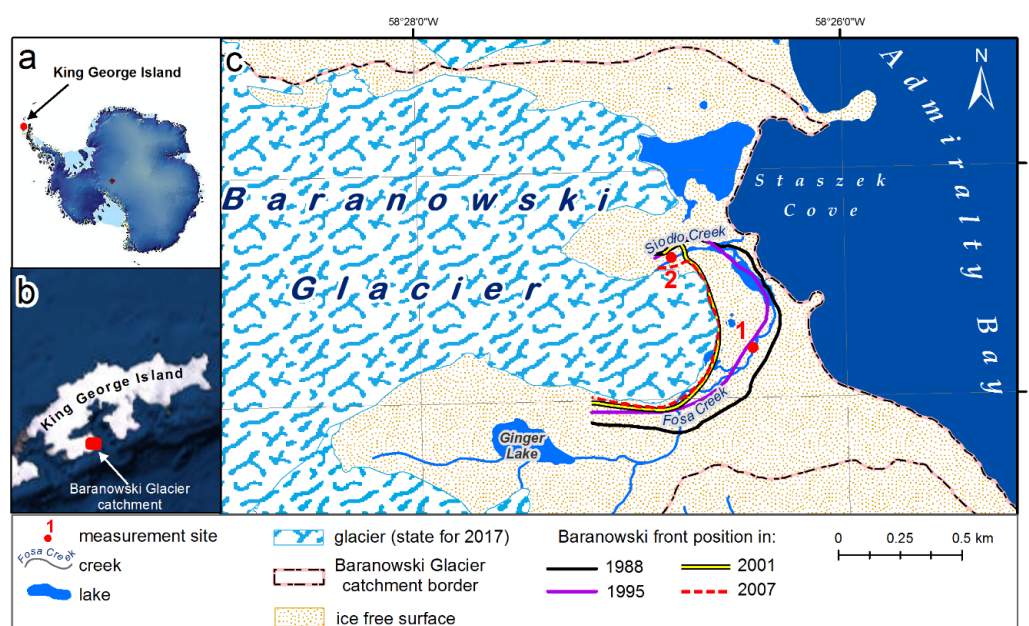 58°28'0"W
58°26'0"W
a
King George Island
b
King George Island
Baranowski Glacier
catchment
c
N
Admiralty Bay
Staszek
Cove
Baranowski
Glacier
Siodło Creek
2
1
Fosa Creek
Ginger
Lake
1
measurement site
Fosa Creek
creek
lake
glacier (state for 2017)
Baranowski Glacier
catchment border
ice free surface
Baranowski front position in:
1988
1995
2001
2007
0
0.25
0.5 km